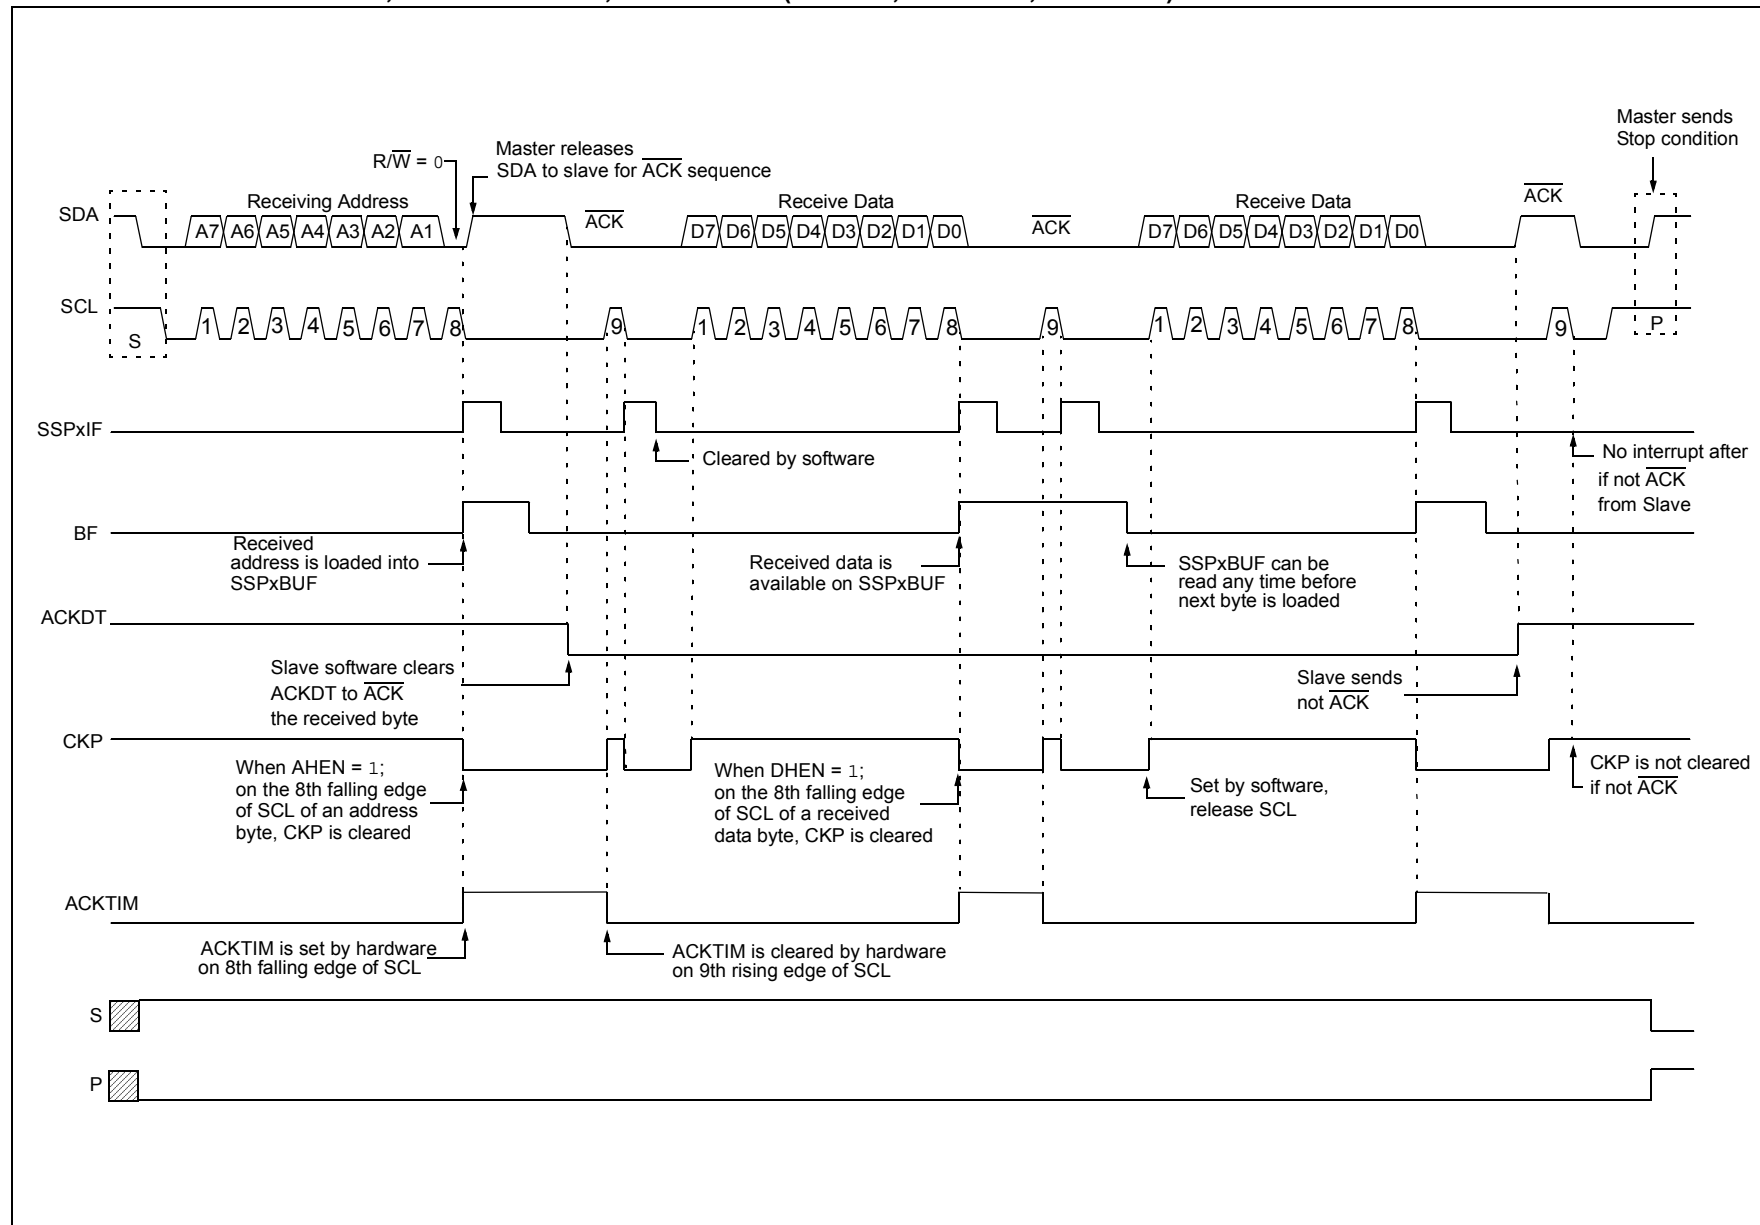 Master sends
Stop condition
Master releases
SDA to slave for ACK sequence
R/W = 0
Receiving Address
Receive Data
Receive Data
ACK
ACK
ACK
SDA
A7 A6 A5 A4 A3 A2 A1
D7 D6 D5 D4 D3 D2 D1 D0
D7 D6 D5 D4 D3 D2 D1 D0
SCL
S
1 2 3 4 5 6 7 8 9
1 2 3 4 5 6 7 8 9
1 2 3 4 5 6 7 8 9
P
SSPxIF
Cleared by software
No interrupt after
if not ACK
from Slave
BF
Received
address is loaded into
SSPxBUF
Received data is
available on SSPxBUF
SSPxBUF can be
read any time before
next byte is loaded
ACKDT
Slave software clears
ACKDT to ACK
the received byte
Slave sends
not ACK
CKP
When AHEN = 1;
on the 8th falling edge
of SCL of an address
byte, CKP is cleared
When DHEN = 1;
on the 8th falling edge
of SCL of a received
data byte, CKP is cleared
Set by software,
release SCL
CKP is not cleared
if not ACK
ACKTIM
ACKTIM is set by hardware
on 8th falling edge of SCL
ACKTIM is cleared by hardware
on 9th rising edge of SCL
S
P